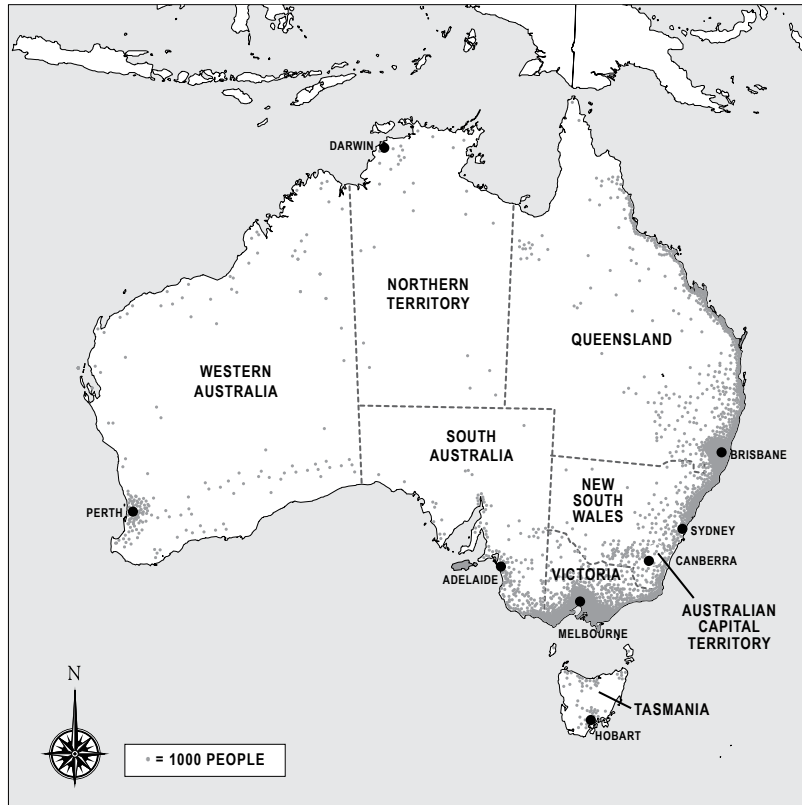 DARWIN
NORTHERN
TERRITORY
QUEENSLAND
WESTERN
AUSTRALIA
SOUTH
AUSTRALIA
BRISBANE
NEW
SOUTH
WALES
PERTH
SYDNEY
CANBERRA
ADELAIDE
VICTORIA
AUSTRALIAN
CAPITAL
TERRITORY
MELBOURNE
N
TASMANIA
HOBART
= 1000 PEOPLE